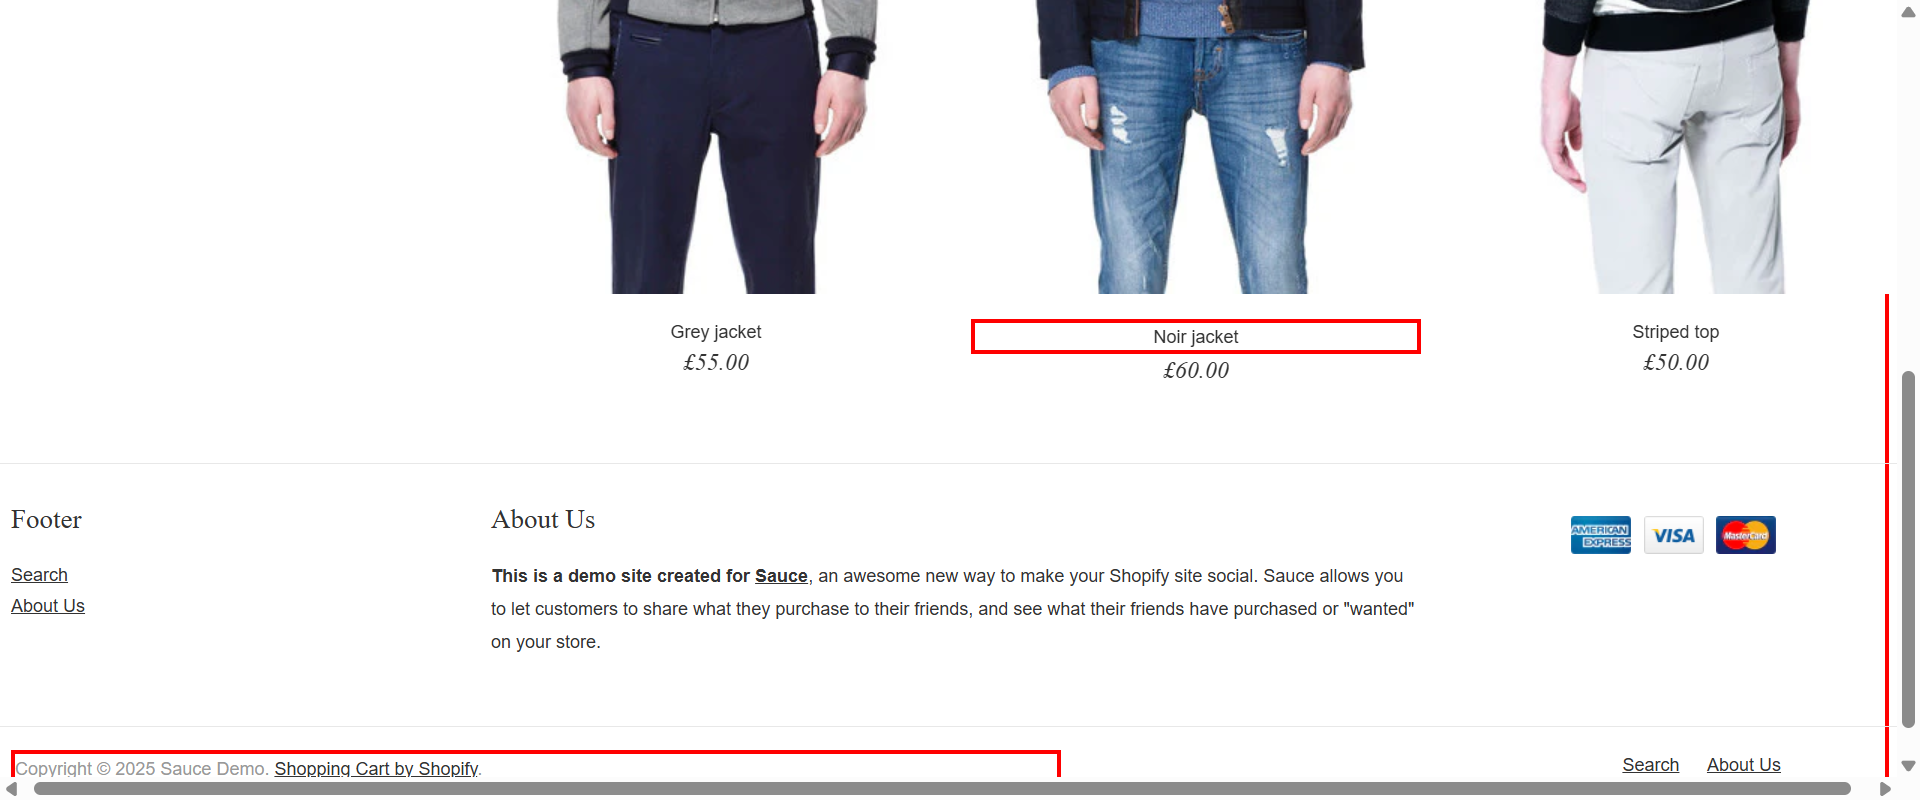 Grey jacket
£55.00
Noir jacket
£60.00
Striped top
£50.00
Footer
Search
About Us
About Us
This is a demo site created for Sauce, an awesome new way to make your Shopify site social. Sauce allows you
to let customers to share what they purchase to their friends, and see what their friends have purchased or "wanted"
on your store.
AMERICAN
EXPRESS
VISA
MasterCard
Copyright © 2025 Sauce Demo. Shopping Cart by Shopify.
Search
About Us